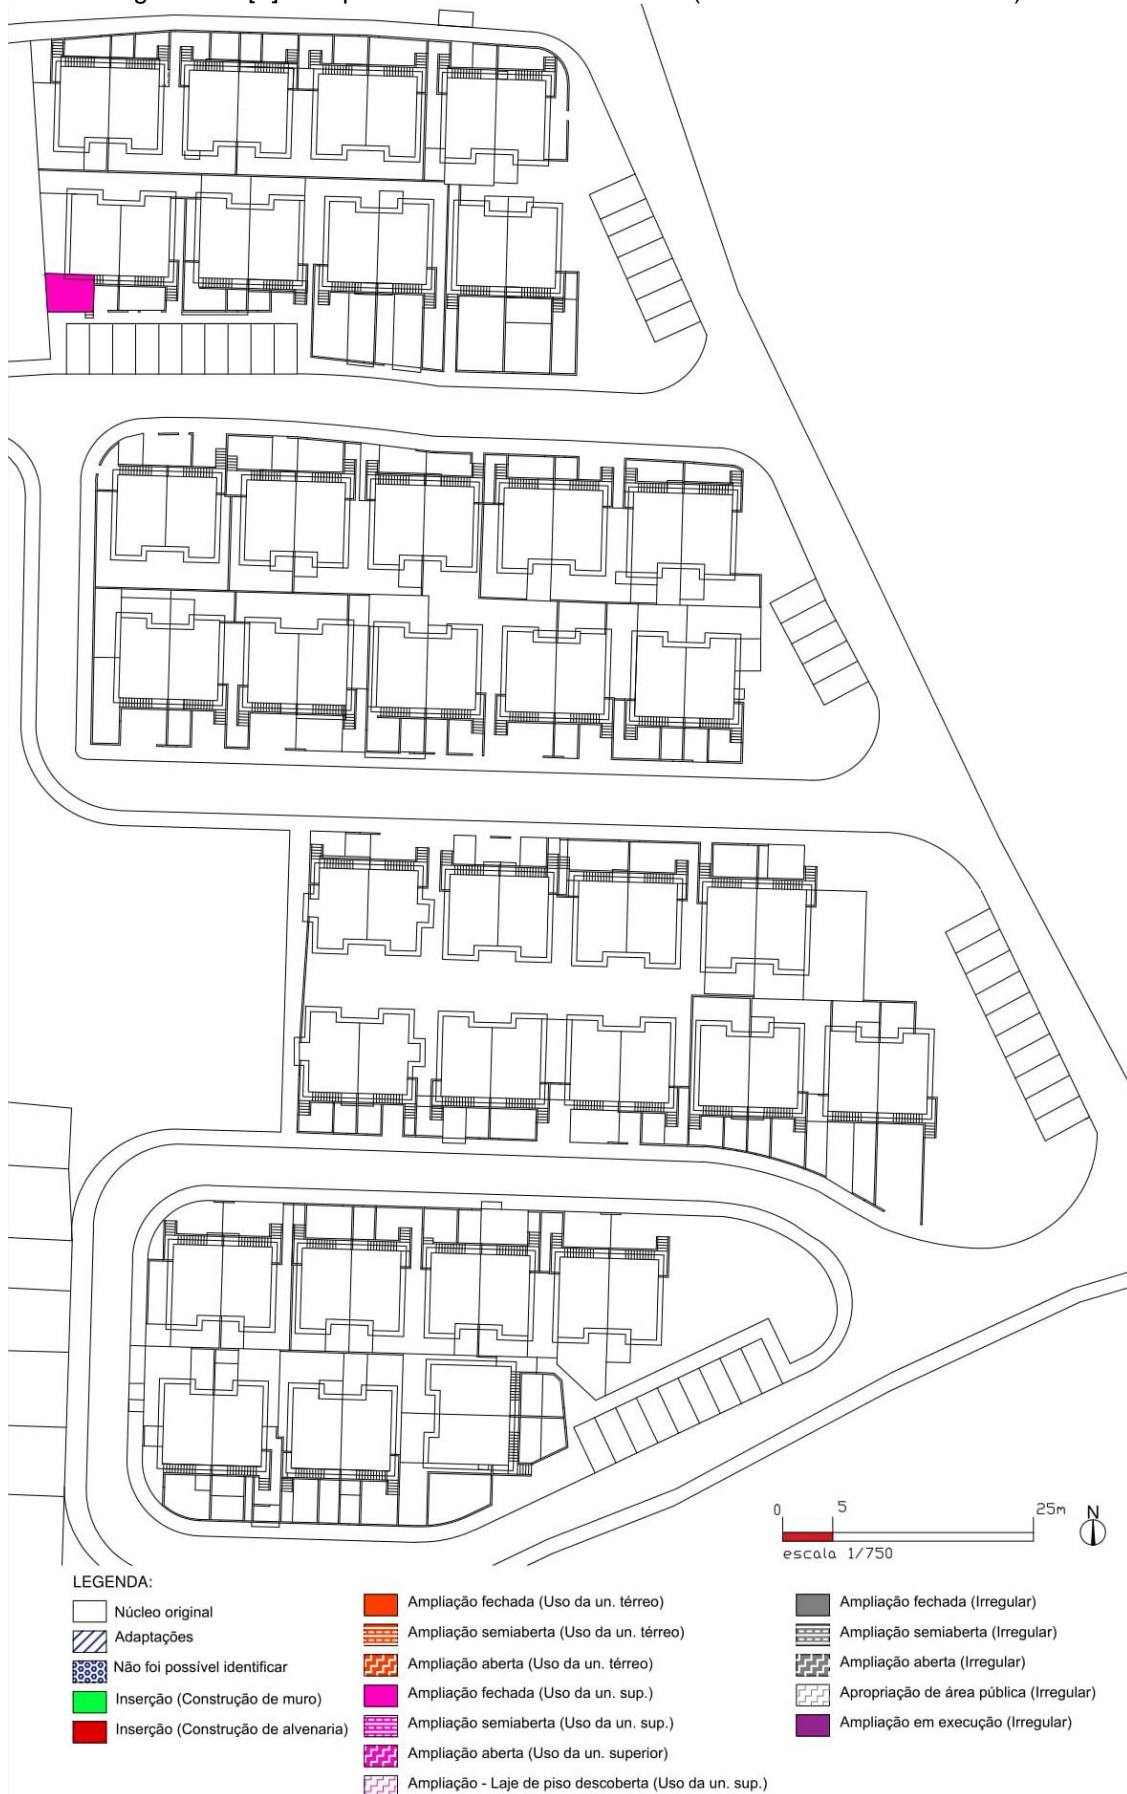 0 5 25m N
escala 1/750
LEGENDA:
Núcleo original
Adaptações
Não foi possível identificar
Inserção (Construção de muro)
Inserção (Construção de alvenaria)
Ampliação fechada (Uso da un. térreo)
Ampliação semiaberta (Uso da un. térreo)
Ampliação aberta (Uso da un. térreo)
Ampliação fechada (Uso da un. sup.)
Ampliação semiaberta (Uso da un. sup.)
Ampliação aberta (Uso da un. superior)
Ampliação - Laje de piso descoberta (Uso da un. sup.)
Ampliação fechada (Irregular)
Ampliação semiaberta (Irregular)
Ampliação aberta (Irregular)
Apropriação de área pública (Irregular)
Ampliação em execução (Irregular)